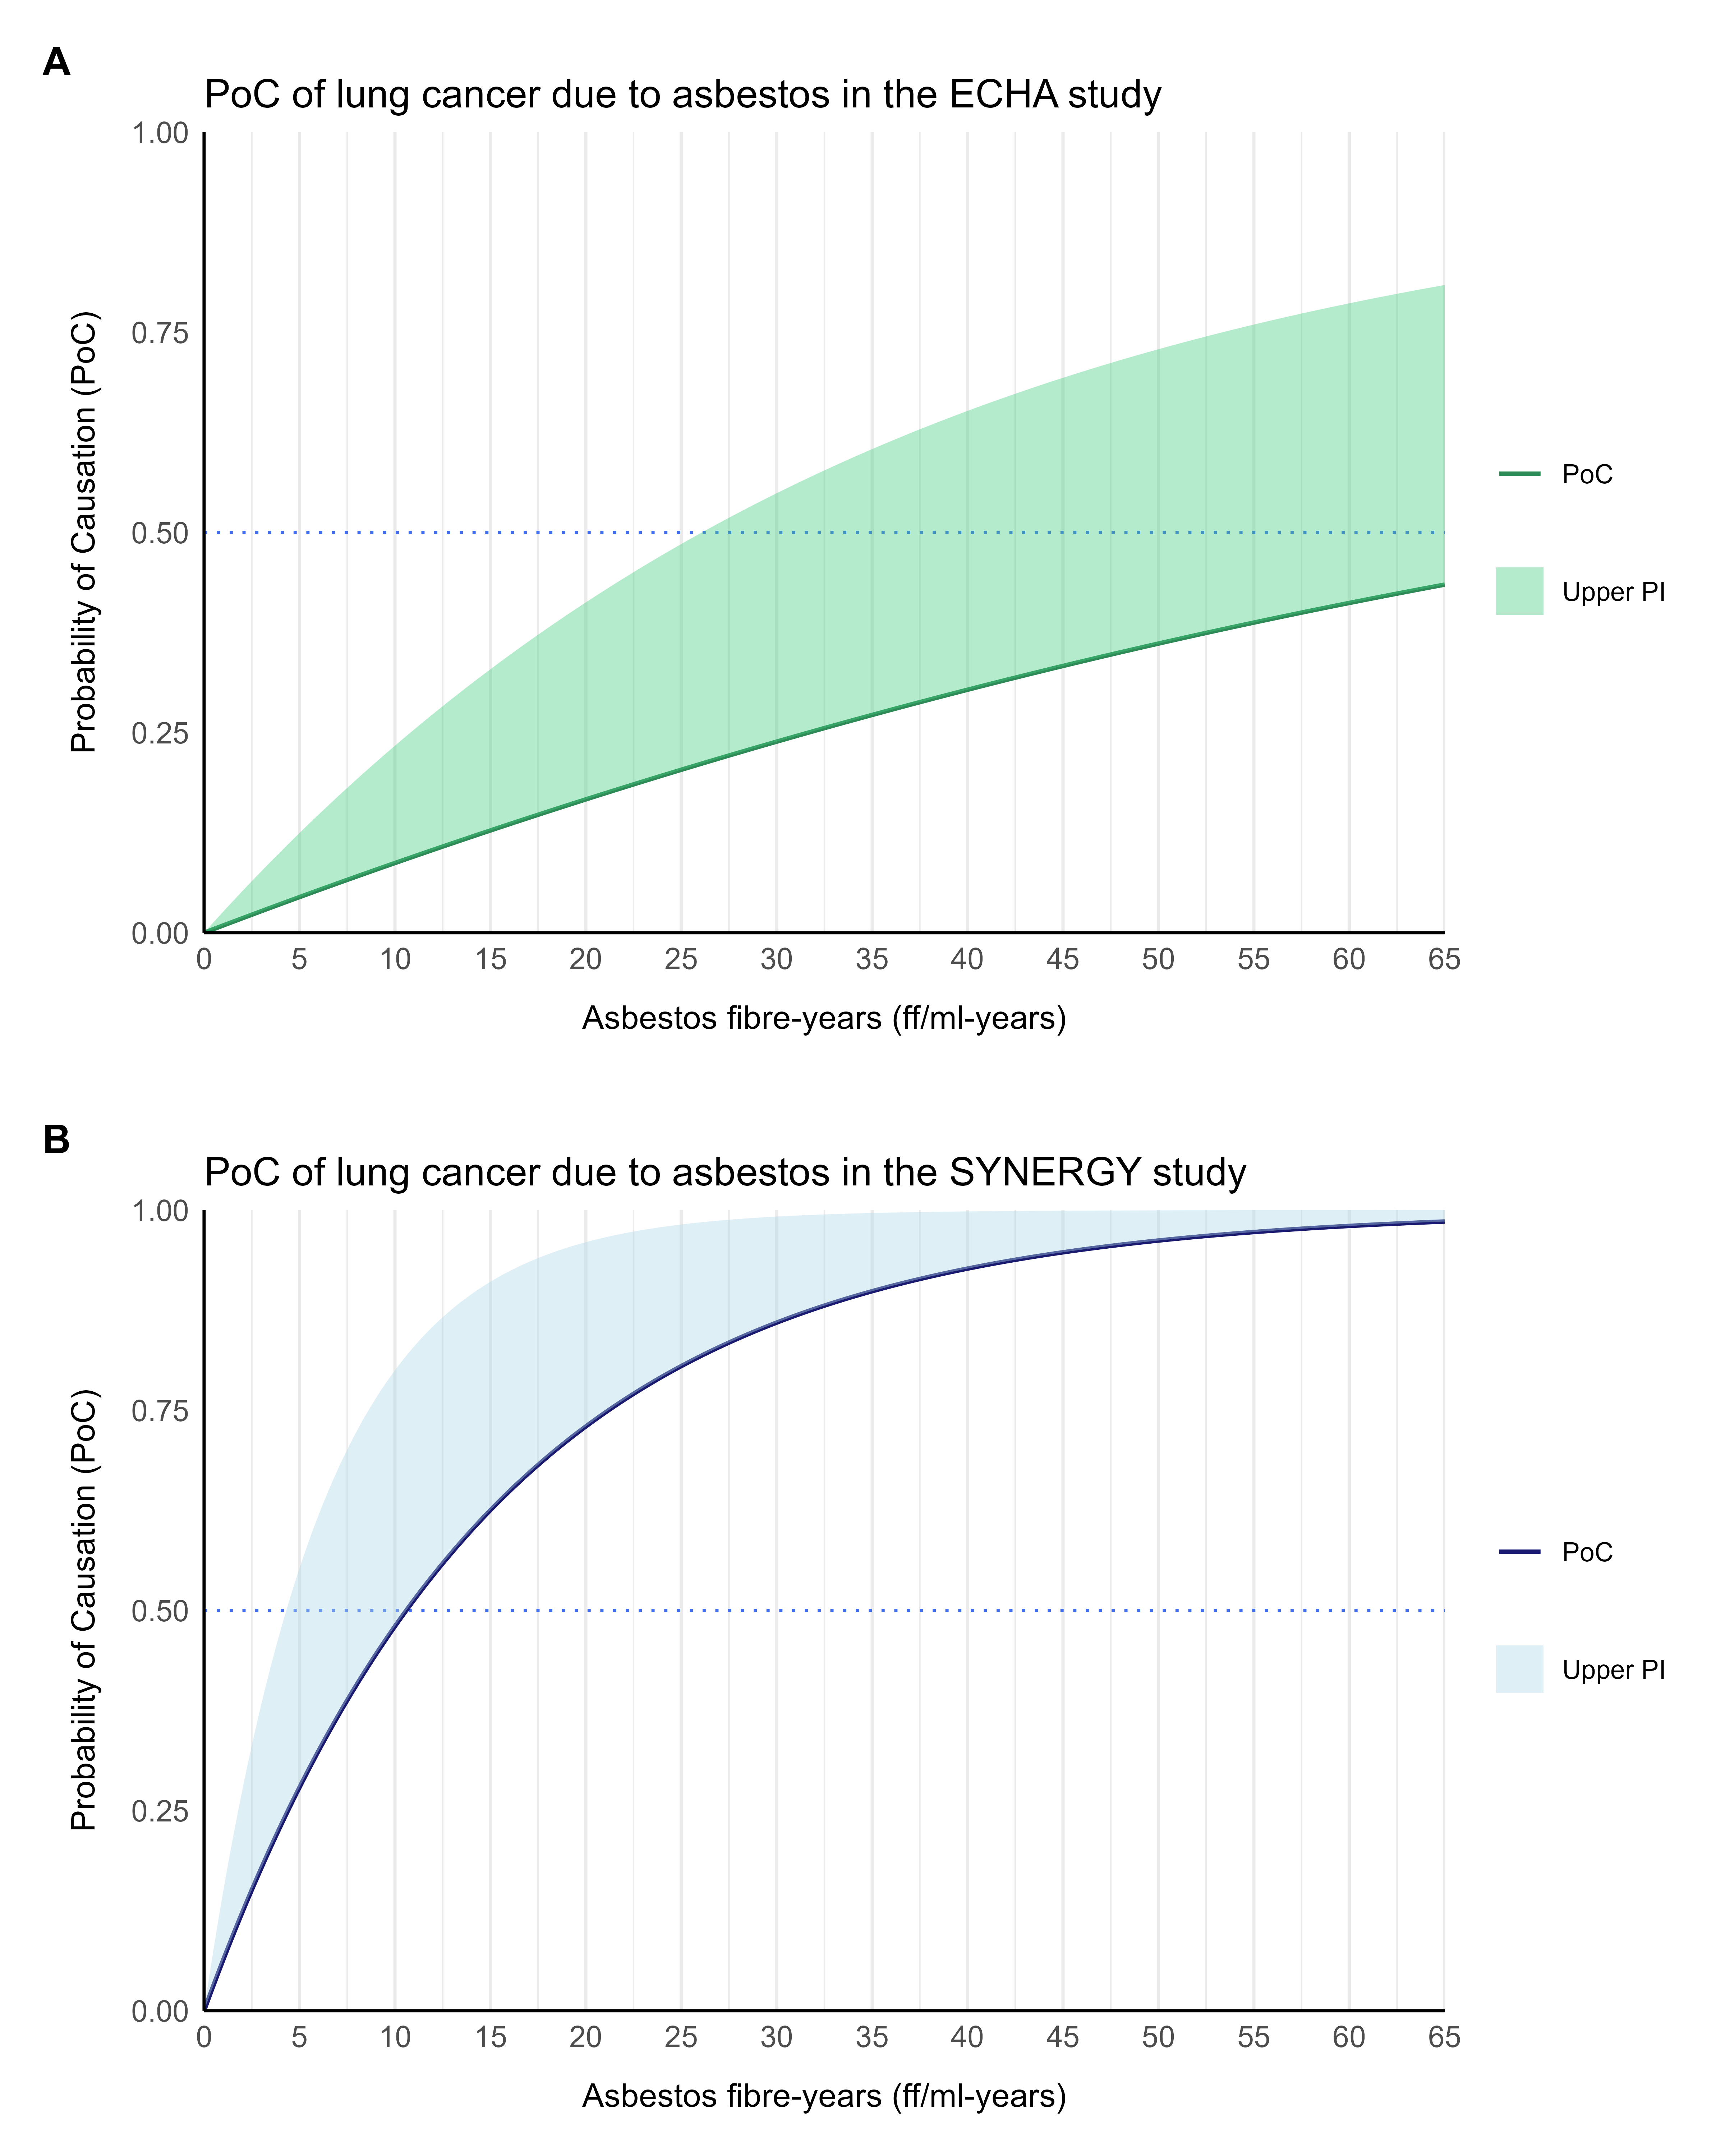 A
PoC of lung cancer due to asbestos in the ECHA study
1.00
0.75
0.50
0.25
0.00
Probability of Causation (PoC)
0 5 10 15 20 25 30 35 40 45 50 55 60 65
Asbestos fibre-years (ff/ml-years)
PoC
Upper PI
B
PoC of lung cancer due to asbestos in the SYNERGY study
1.00
0.75
0.50
0.25
0.00
Probability of Causation (PoC)
0 5 10 15 20 25 30 35 40 45 50 55 60 65
Asbestos fibre-years (ff/ml-years)
PoC
Upper PI